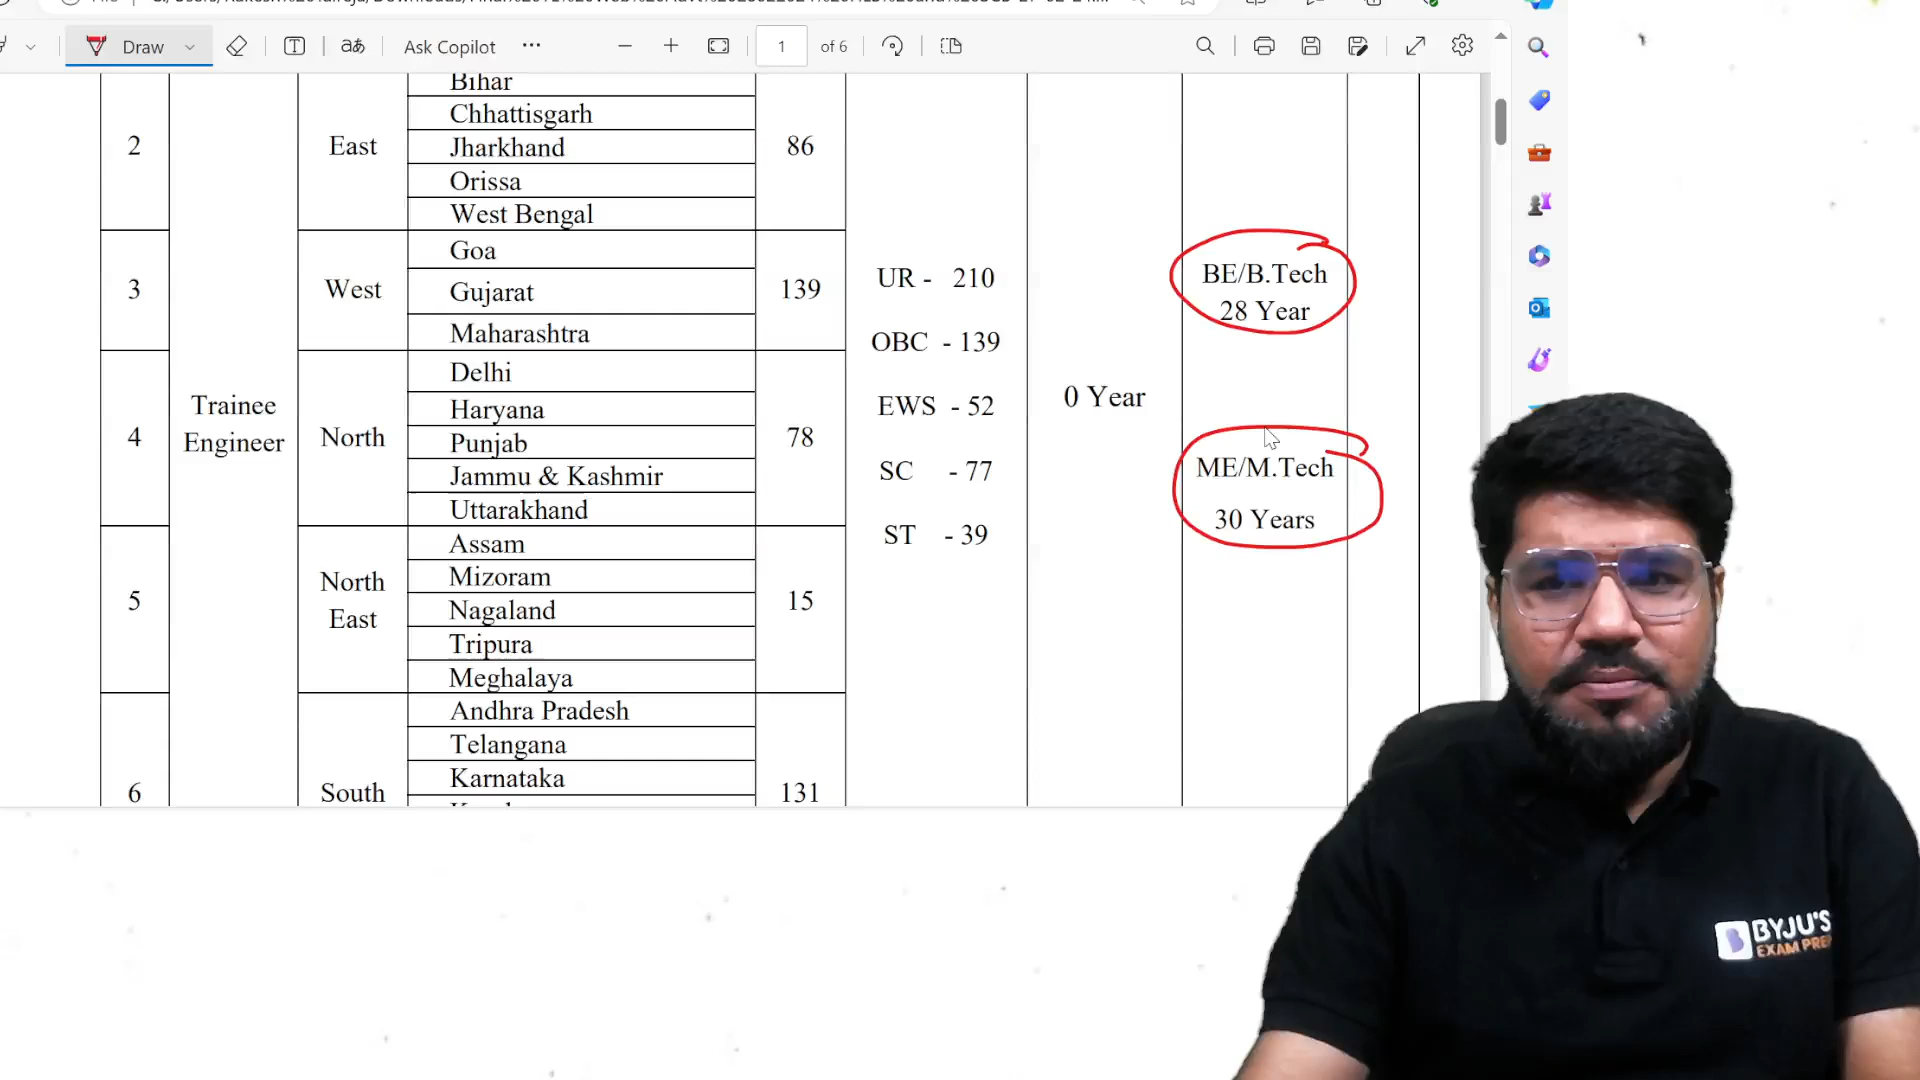 Draw
aあ
Ask Copilot
1
of 6
2
Trainee
Engineer
East
Bihar
Chhattisgarh
Jharkhand
Orissa
West Bengal
86
3
West
Goa
Gujarat
Maharashtra
139
4
North
Delhi
Haryana
Punjab
Jammu & Kashmir
Uttarakhand
78
5
North
East
Assam
Mizoram
Nagaland
Tripura
Meghalaya
15
6
South
Andhra Pradesh
Telangana
Karnataka
131
UR - 210
OBC - 139
EWS - 52
SC - 77
ST - 39
0 Year
BE/B.Tech
28 Year
ME/M.Tech
30 Years
BYJU'S
EXAM PREP